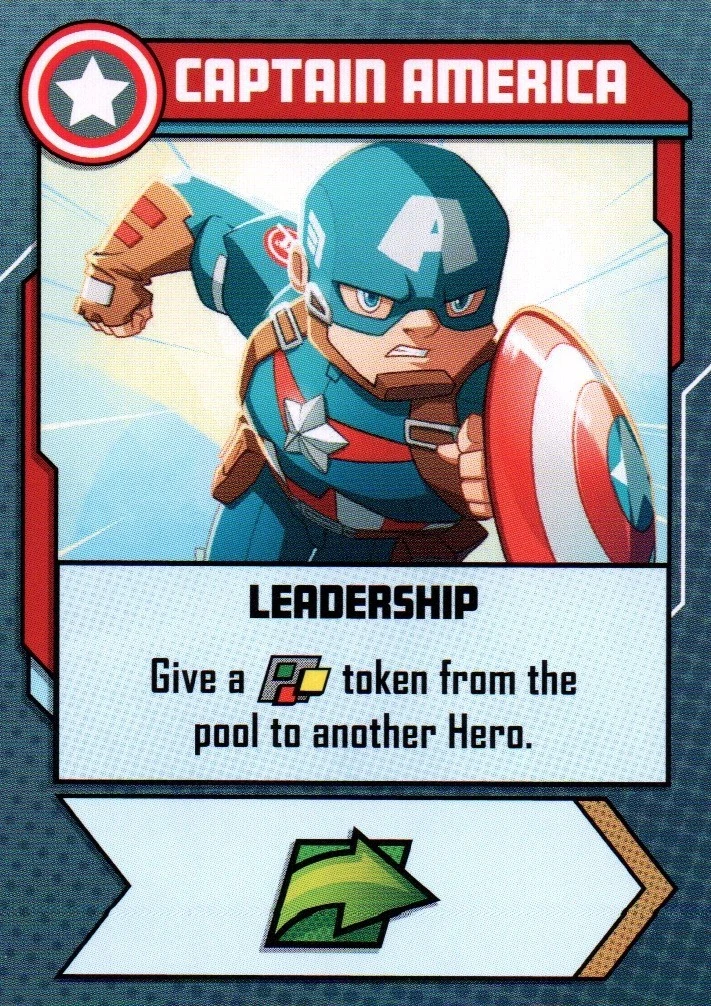 CAPTAIN AMERICA
A
LEADERSHIP
Give a token from the
pool to another Hero.